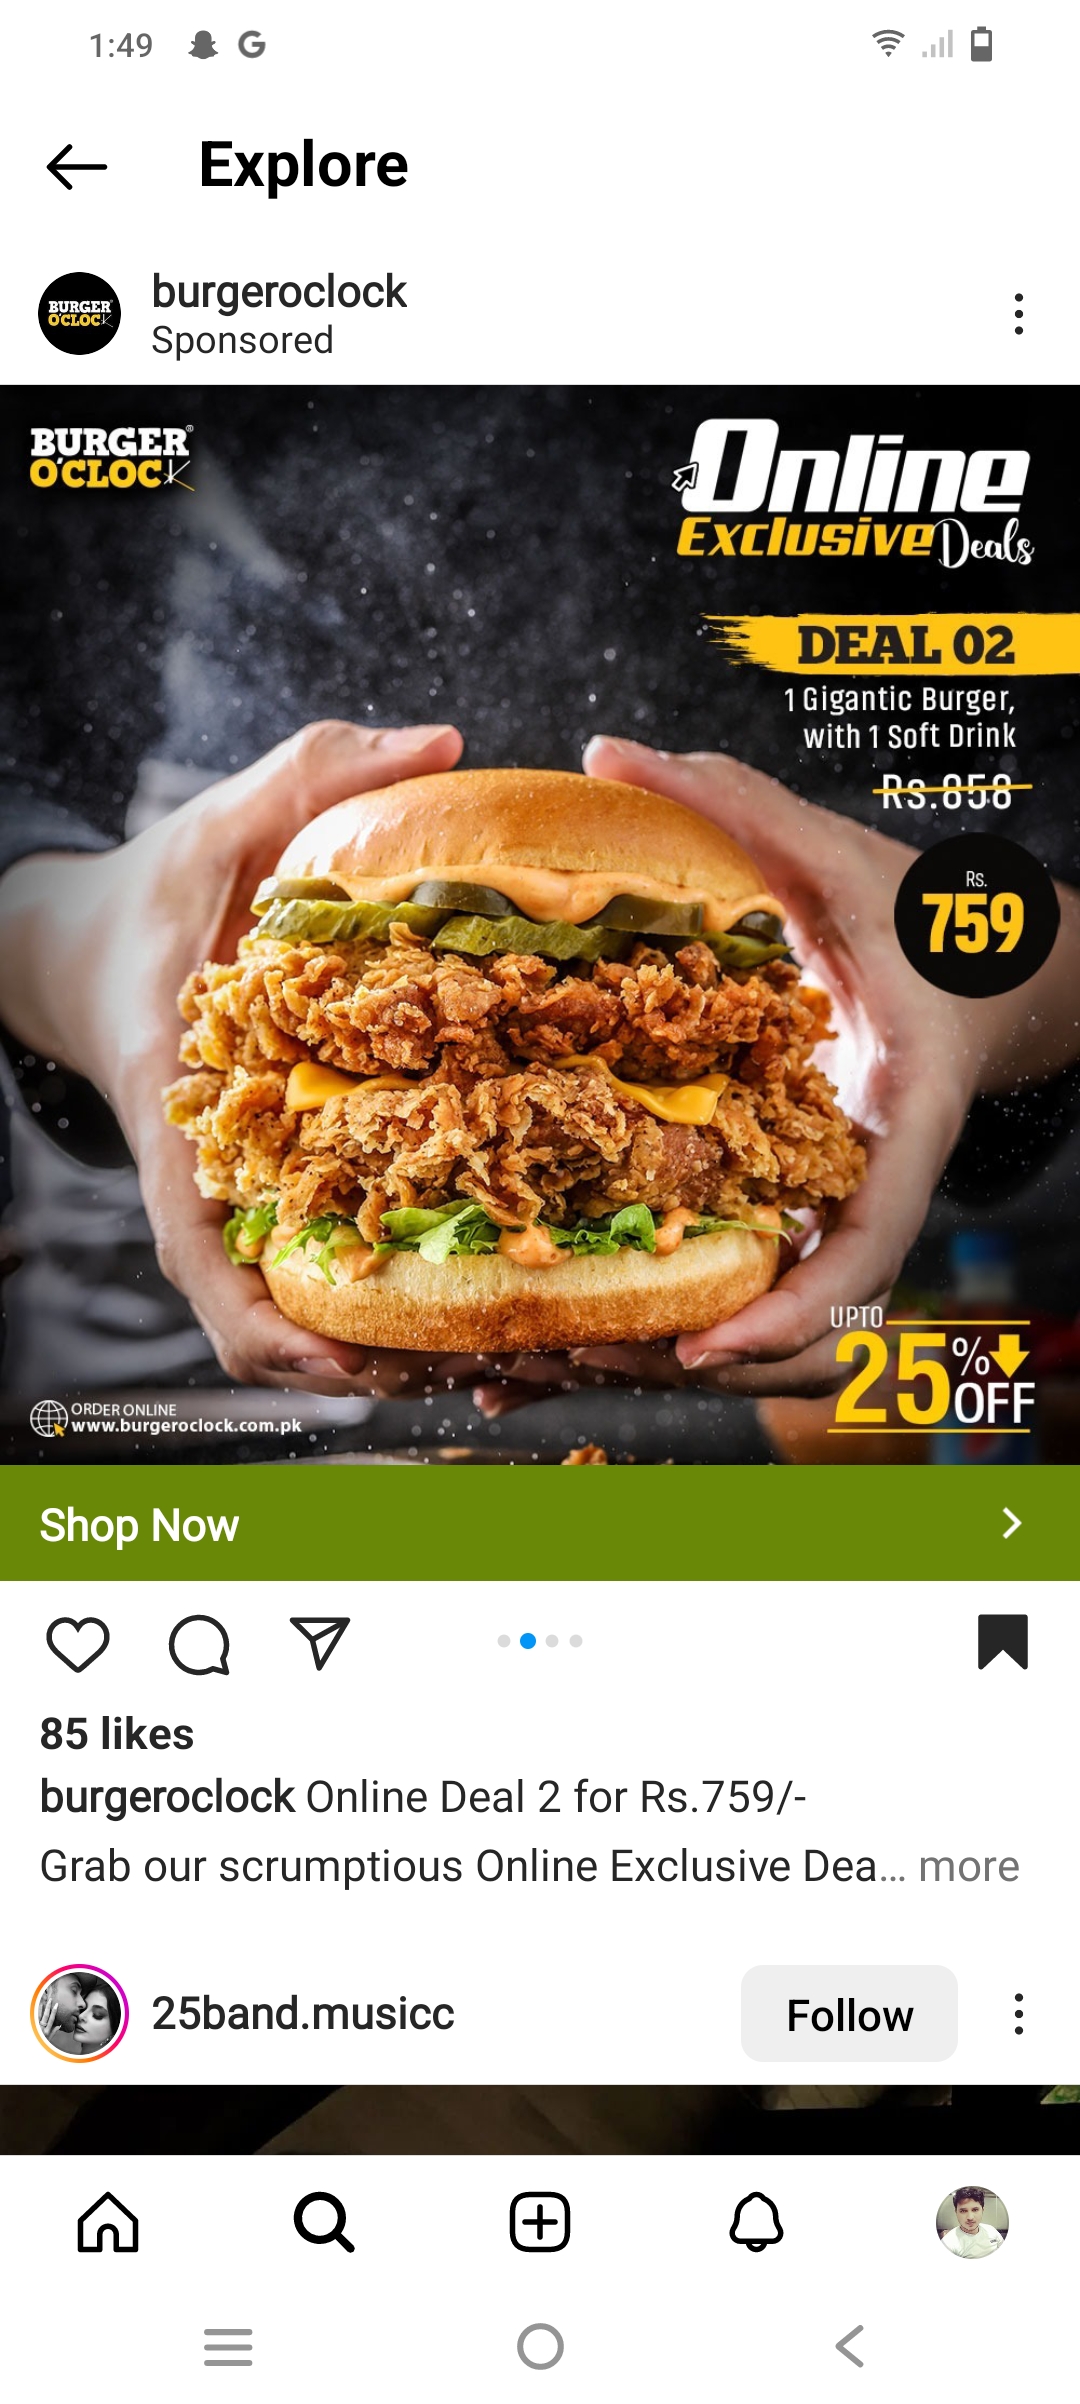 1:49
Explore
BURGER
O'CLOCK
burgeroclock
Sponsored
BURGER®
O'CLOCK
Online
Exclusive Deals
DEAL 02
1 Gigantic Burger,
with 1 Soft Drink
Rs.858
Rs.
759
UPTO
25% OFF
ORDER ONLINE
www.burgeroclock.com.pk
Shop Now
85 likes
burgeroclock Online Deal 2 for Rs.759/-
Grab our scrumptious Online Exclusive Dea... more
25band.musicc
Follow